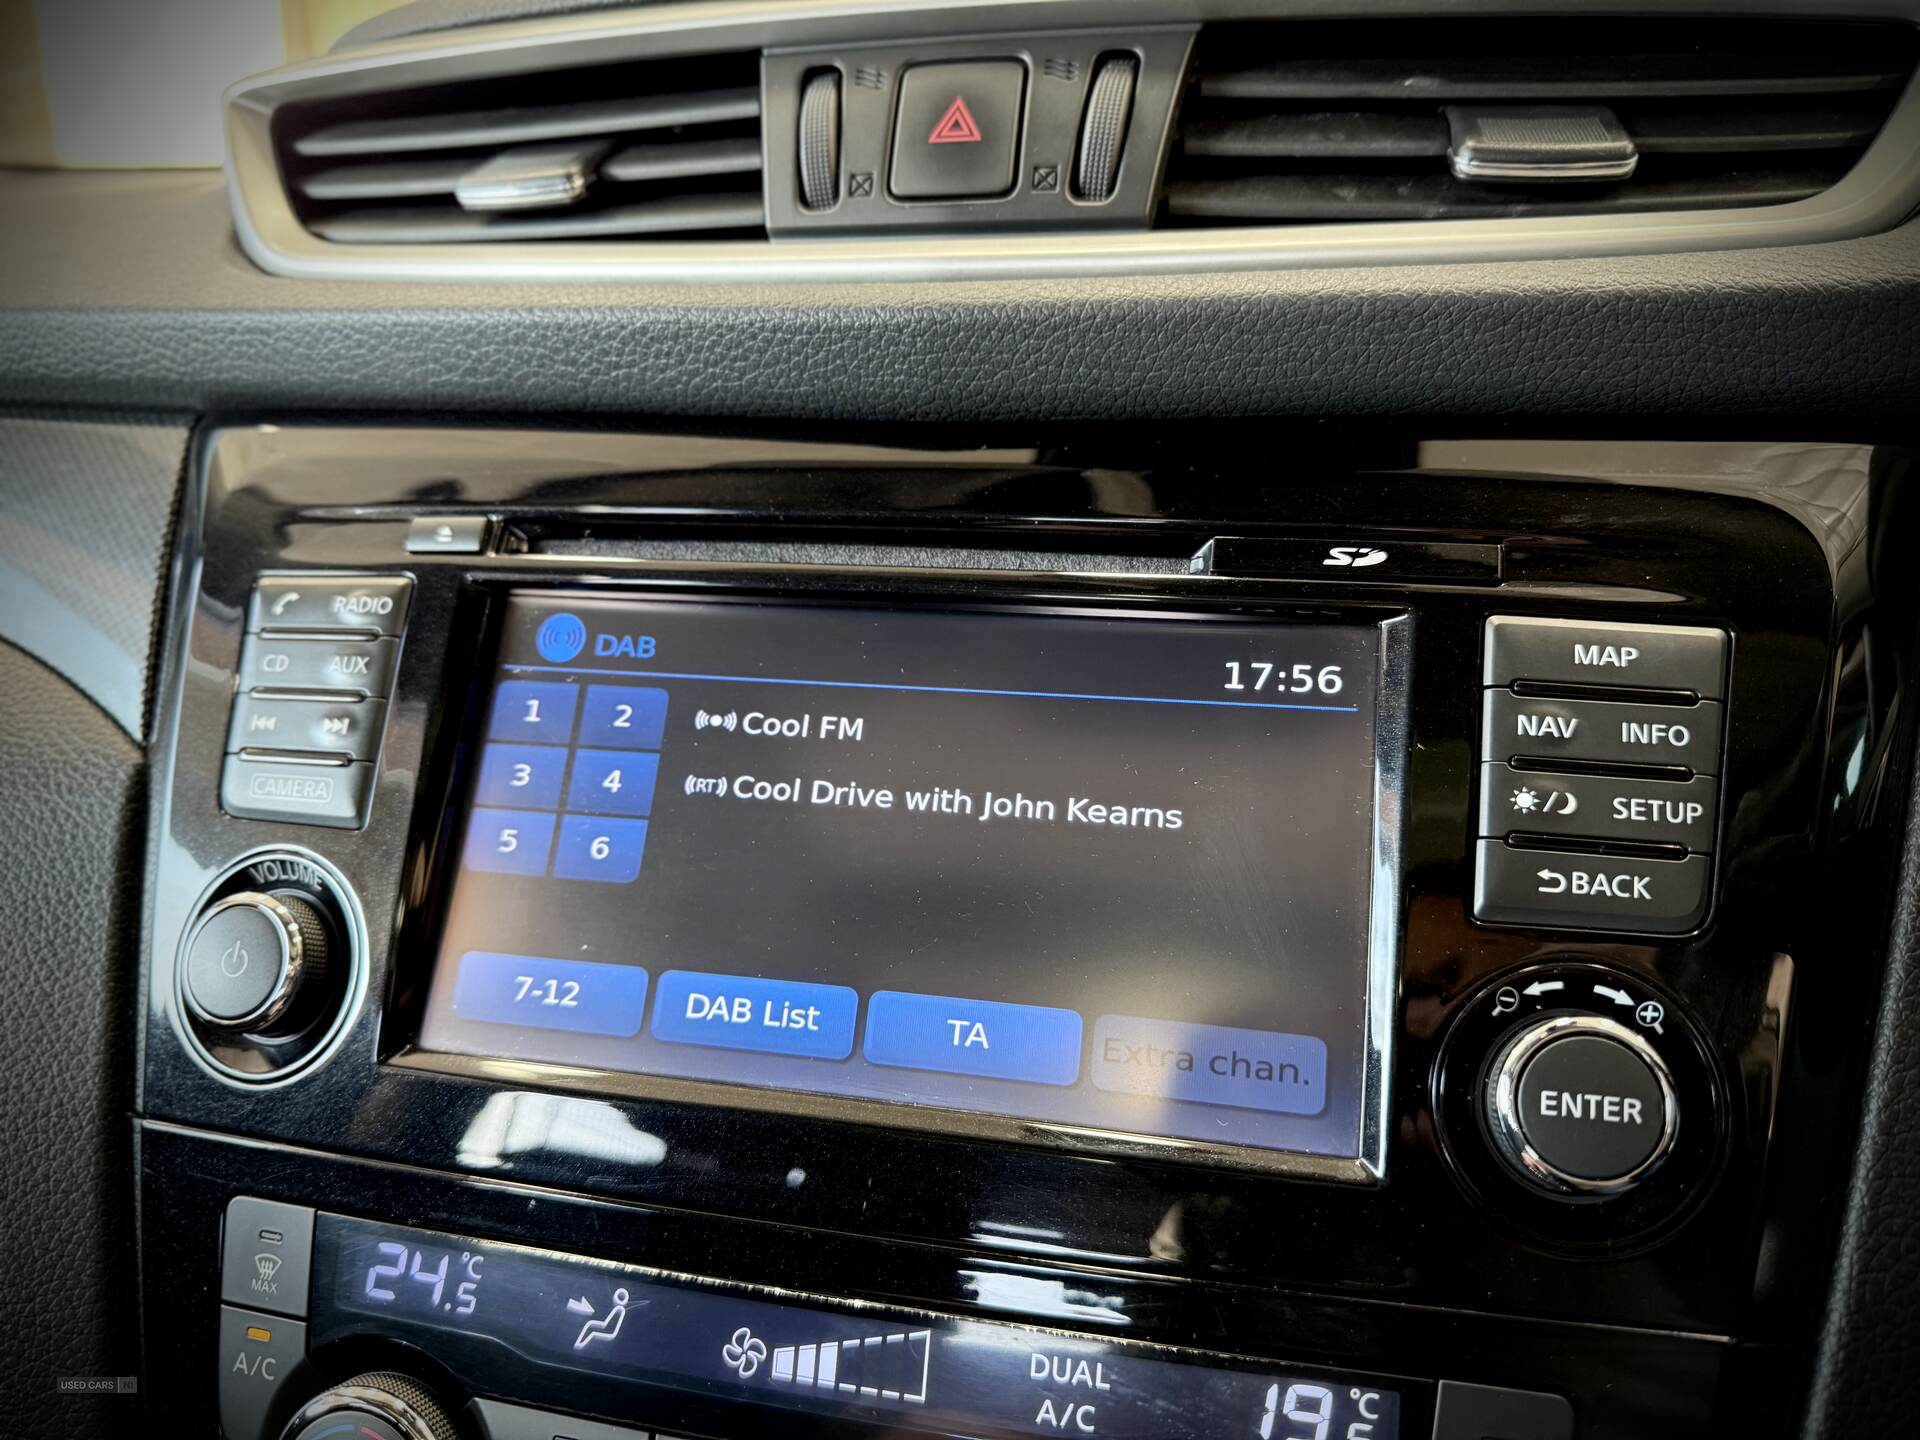 SD
RADIO
CD AUX
CAMERA
VOLUME
DAB
17:56
1 2
3 4
5 6
Cool FM
RT Cool Drive with John Kearns
7-12 DAB List TA Extra chan.
MAP
NAV INFO
SETUP
BACK
ENTER
MAX
A/C
24.5 °C
DUAL
A/C
19 °C
USED CARS NI